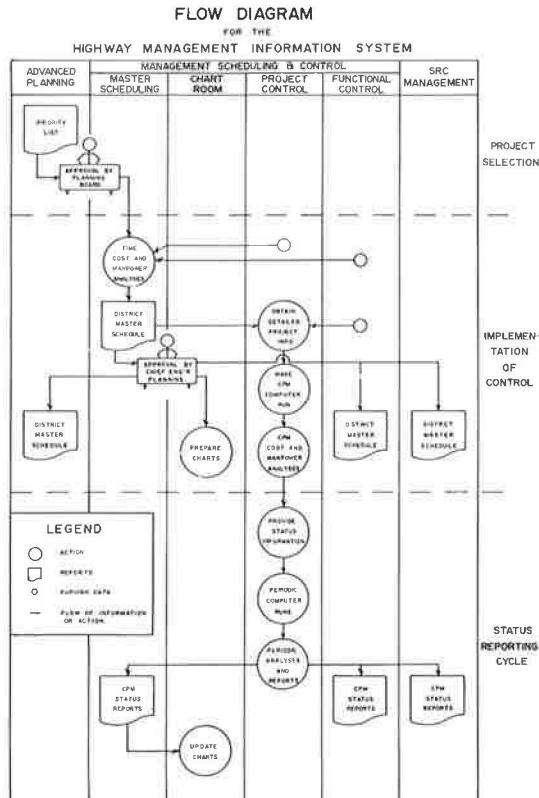 FLOW DIAGRAM
FOR THE
HIGHWAY MANAGEMENT INFORMATION SYSTEM
ADVANCED
PLANNING
MANAGEMENT SCHEDULING & CONTROL
MASTER
SCHEDULING
CHART
ROOM
PROJECT
CONTROL
FUNCTIONAL
CONTROL
SRC
MANAGEMENT
PRIORITY
LIST
APPROVAL BY
PLANNING
BOARD
PROJECT
SELECTION
TIME
COST AND
MANPOWER
ANALYSES
DISTRICT
MASTER
SCHEDULE
OBTAIN
DETAILED
PROJECT
INFO
APPROVAL BY
CHIEF ENG'R
PLANNING
MAKE
CPM
COMPUTER
RUN
IMPLEMEN-
TATION
OF
CONTROL
DISTRICT
MASTER
SCHEDULE
PREPARE
CHARTS
CPM
COST AND
MANPOWER
ANALYSES
DISTRICT
MASTER
SCHEDULE
DISTRICT
MASTER
SCHEDULE
LEGEND
ACTION
REPORTS
FURNISH DATA
FLOW OF INFORMATION
OR ACTION.
PROVIDE
STATUS
INFORMATION
PERIODIC
COMPUTER
RUNS
PERIODIC
ANALYSES
AND
REPORTS
STATUS
REPORTING
CYCLE
CPM
STATUS
REPORTS
CPM
STATUS
REPORTS
CPM
STATUS
REPORTS
UPDATE
CHARTS